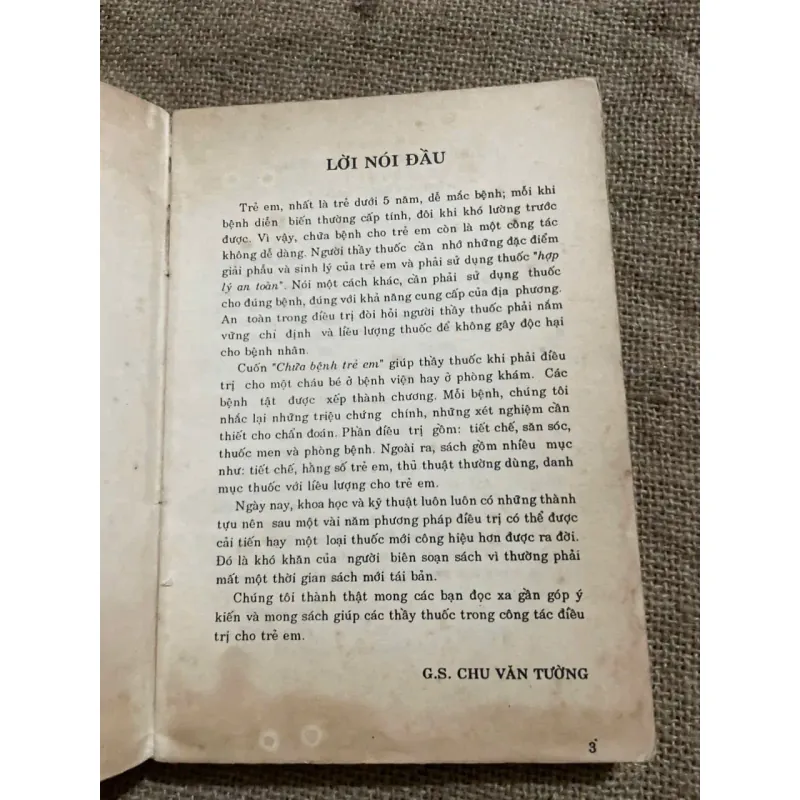 LỜI NÓI ĐẦU
Trẻ em, nhất là trẻ dưới 5 năm, dễ mắc bệnh; mỗi khi
bệnh diễn biến thường cấp tính, đôi khi khó lường trước
được. Vì vậy, chữa bệnh cho trẻ em còn là một công tác
không dễ dàng. Người thầy thuốc cần nhớ những đặc điểm
giải phẫu và sinh lý của trẻ em và phải sử dụng thuốc "hợp
lý an toàn". Nói một cách khác, cần phải sử dụng thuốc
cho đúng bệnh, đúng với khả năng cung cấp của địa phương.
An toàn trong điều trị đòi hỏi người thầy thuốc phải nắm
vững chỉ định và liều lượng thuốc để không gây độc hại
cho bệnh nhân.
Cuốn "Chữa bệnh trẻ em" giúp thầy thuốc khi phải điều
trị cho một cháu bé ở bệnh viện hay ở phòng khám. Các
bệnh tật được xếp thành chương. Mỗi bệnh, chúng tôi
nhắc lại những triệu chứng chính, những xét nghiệm cần
thiết cho chẩn đoán. Phần điều trị gồm: tiết chế, săn sóc,
thuốc men và phòng bệnh. Ngoài ra, sách gồm nhiều mục
như: tiết chế, hằng số trẻ em, thủ thuật thường dùng, danh
mục thuốc với liều lượng cho trẻ em.
Ngày nay, khoa học và kỹ thuật luôn luôn có những thành
tựu nên sau một vài năm phương pháp điều trị có thể được
cải tiến hay một loại thuốc mới công hiệu hơn được ra đời.
Đó là khó khăn của người biên soạn sách vì thường phải
mất một thời gian sách mới tái bản.
Chúng tôi thành thật mong các bạn đọc xa gần góp ý
kiến và mong sách giúp các thầy thuốc trong công tác điều
trị cho trẻ em.
G.S. CHU VĂN TƯỜNG
3